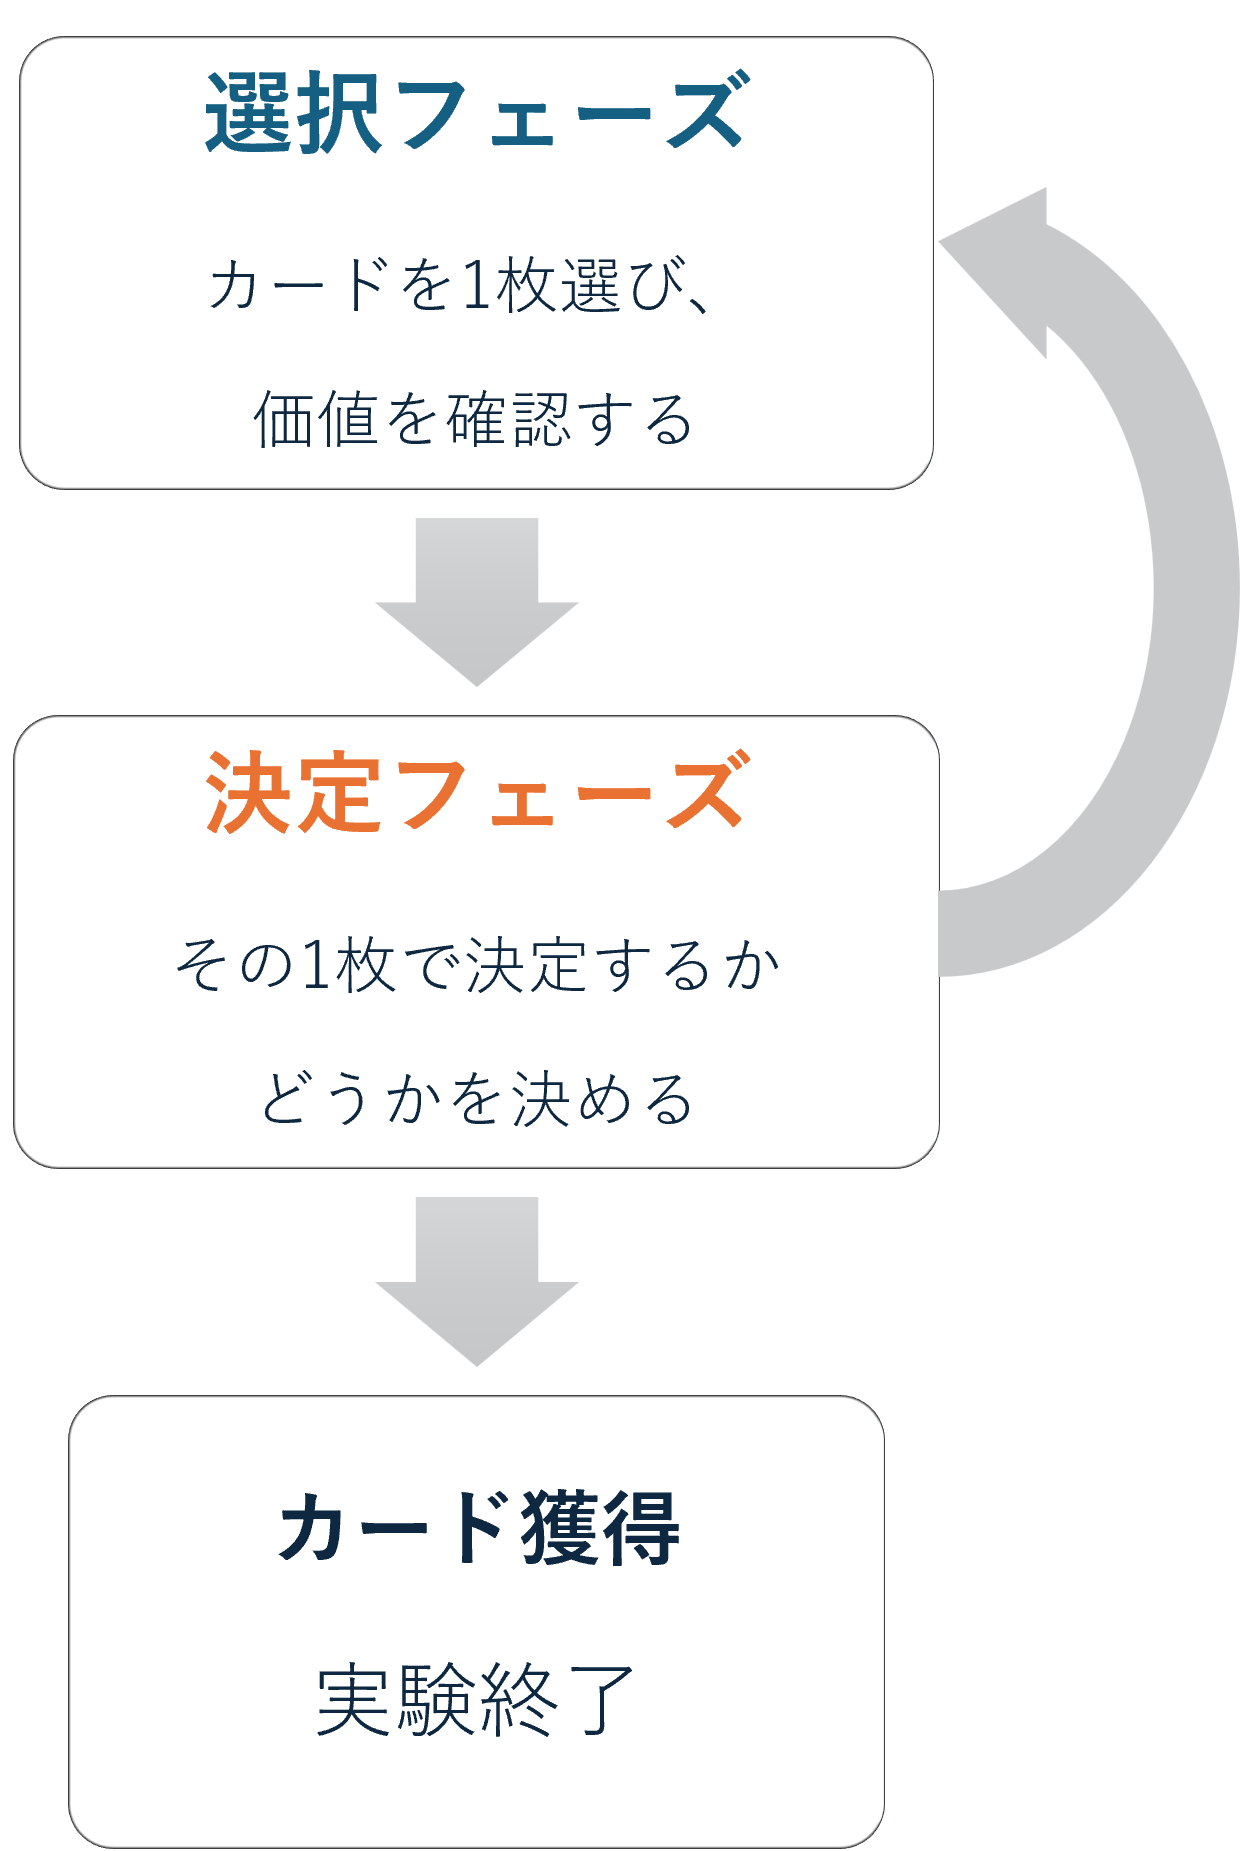 選択フェーズ
カードを1枚選び、
価値を確認する
決定フェーズ
その1枚で決定するか
どうかを決める
カード獲得
実験終了